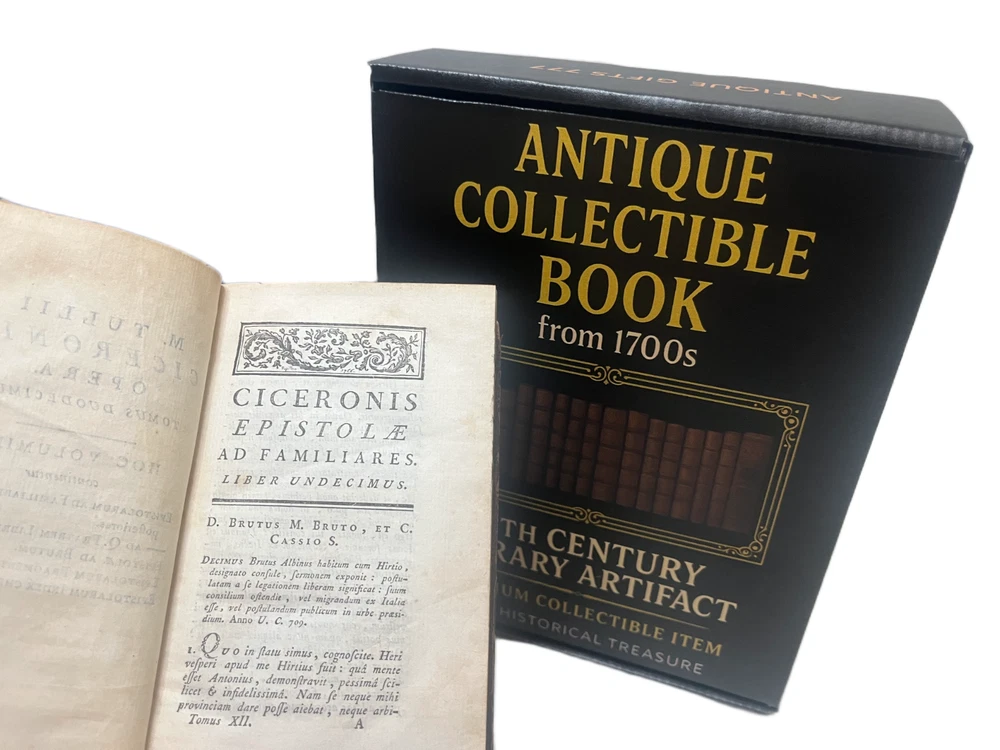 M. TULLII
OPERA.
HOC
continentur
CICERONIS
EPISTOLÆ
AD FAMILIARES.
LIBER UNDECIMUS.
D. BRUTUS M. BRUTO, ET C.
CASSIO S.
DECIMUS Brutus Albinus habitum cum Hirtio,
deſignato conſule, ſermonem exponit: poſtu-
latam a ſe legationem liberam ſignificat: ſuum
conſilium oſtendit, vel migrandum ex Italia
eſſe, vel poſtulandum publicum in urbe præſi-
dium. Anno U. C. 709.
1. Quo in ſtatu simus, cognoſcite. Heri
veſperi apud me Hirtius fuit: quâ mente
eſſet Antonius, demonſtravit, peſſimâ ſci-
licet & infideliſſimâ. Nam ſe neque mihi
provinciam dare poſſe aiebat, neque arbi-
Tomus XII. A
ANTIQUE GIFTS 777
ANTIQUE
COLLECTIBLE
BOOK
from 1700s
TH CENTURY
RARY ARTIFACT
UM COLLECTIBLE ITEM
HISTORICAL TREASURE